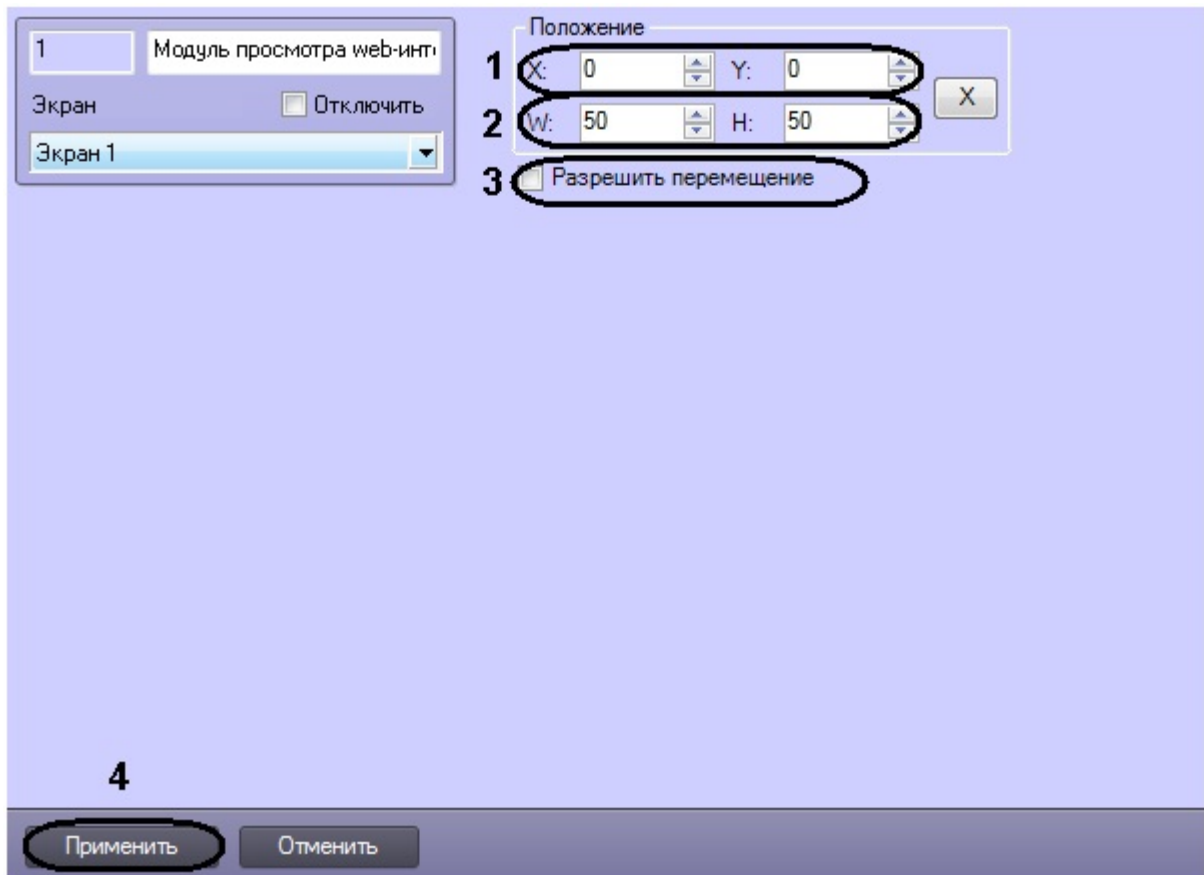 1 Модуль просмотра web-инт
Экран Отключить
Экран 1
Положение
1 X: 0 Y: 0
2 W: 50 H: 50
X
3 Разрешить перемещение
4
Применить Отменить